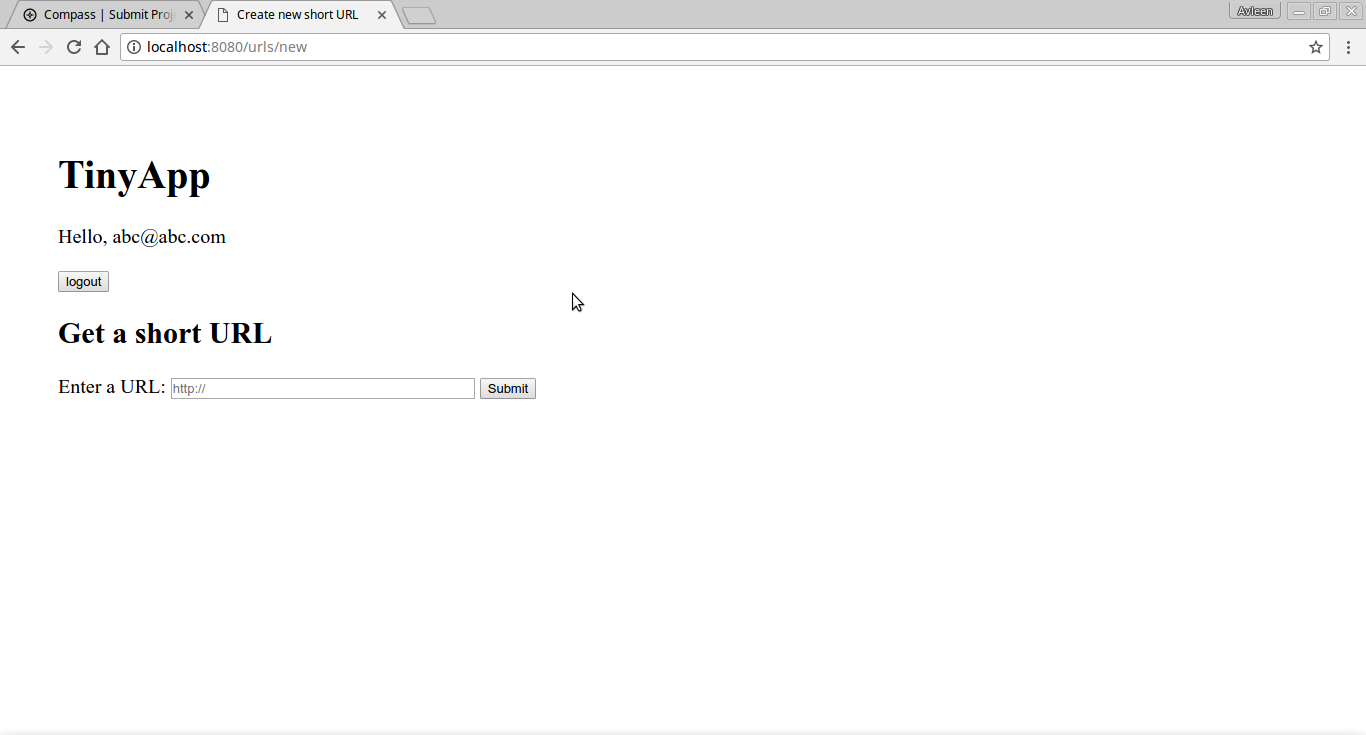 Compass | Submit Proj
Create new short URL
Avleen
localhost:8080/urls/new
TinyApp
Hello, abc@abc.com
logout
Get a short URL
Enter a URL: http:// Submit